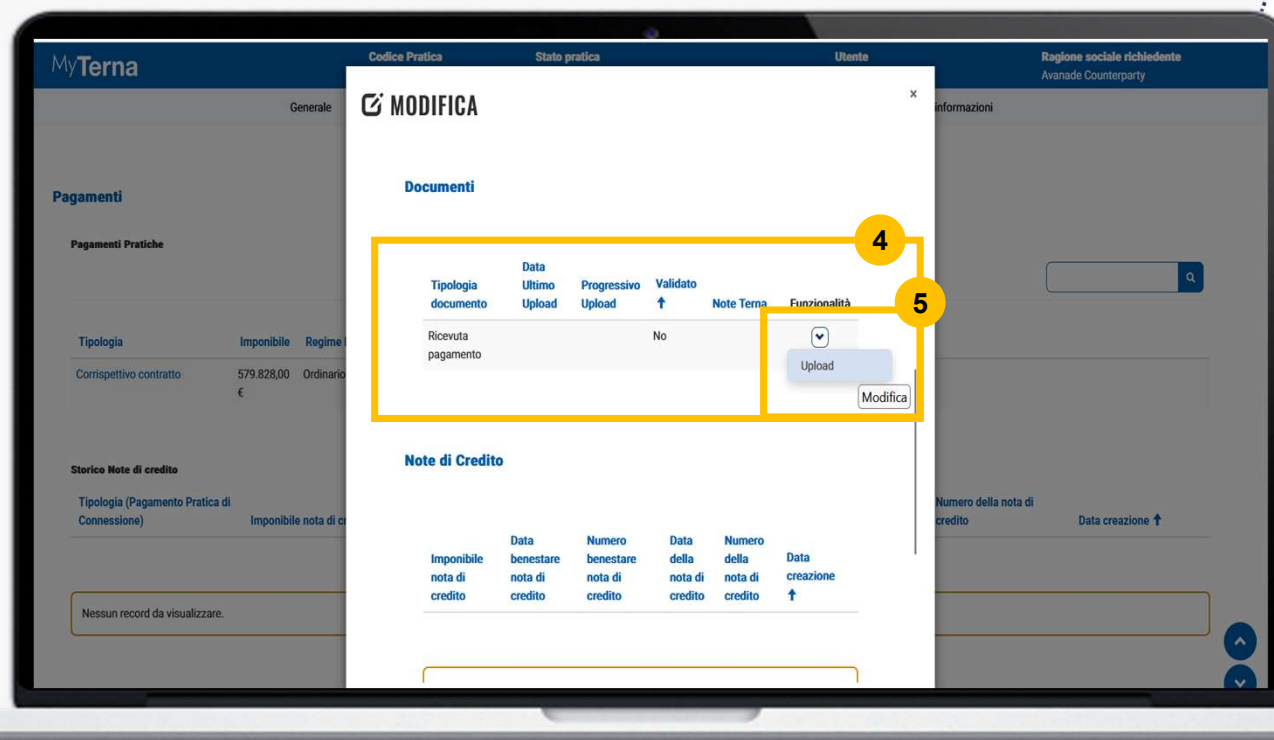 MyTerna
Codice Pratica
Stato pratica
Utente
Ragione sociale richiedente
Avanade Counterparty
Generale
informazioni
MODIFICA
x
Pagamenti
Pagamenti Pratiche
Tipologia
Imponibile
Regime
Corrispettivo contratto
579.828,00
€
Ordinario
Storico Note di credito
Tipologia (Pagamento Pratica di
Connessione)
Imponibile nota di
Numero della nota di
credito
Data creazione ↑
Nessun record da visualizzare.
Documenti
4
5
Tipologia
documento
Data
Ultimo
Upload
Progressivo
Upload
Validato
↑
Note Terna
Funzionalità
Ricevuta
pagamento
No
Upload
Modifica
Note di Credito
Imponibile
nota di
credito
Data
benestare
nota di
credito
Numero
benestare
nota di
credito
Data
della
nota di
credito
Numero
della
nota di
credito
Data
creazione
↑